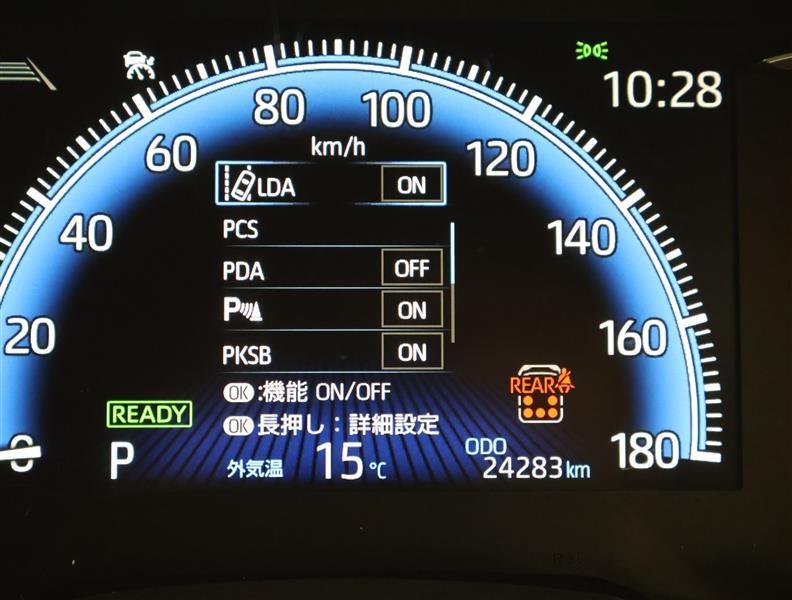 10:28
80
100
km/h
60
120
LDA ON
PCS
40
140
PDA OFF
P ON
20
160
PKSB ON
REAR
OK :機能 ON/OFF
READY
OK 長押し：詳細設定
0
P
外気温 15℃
ODO
24283km
180